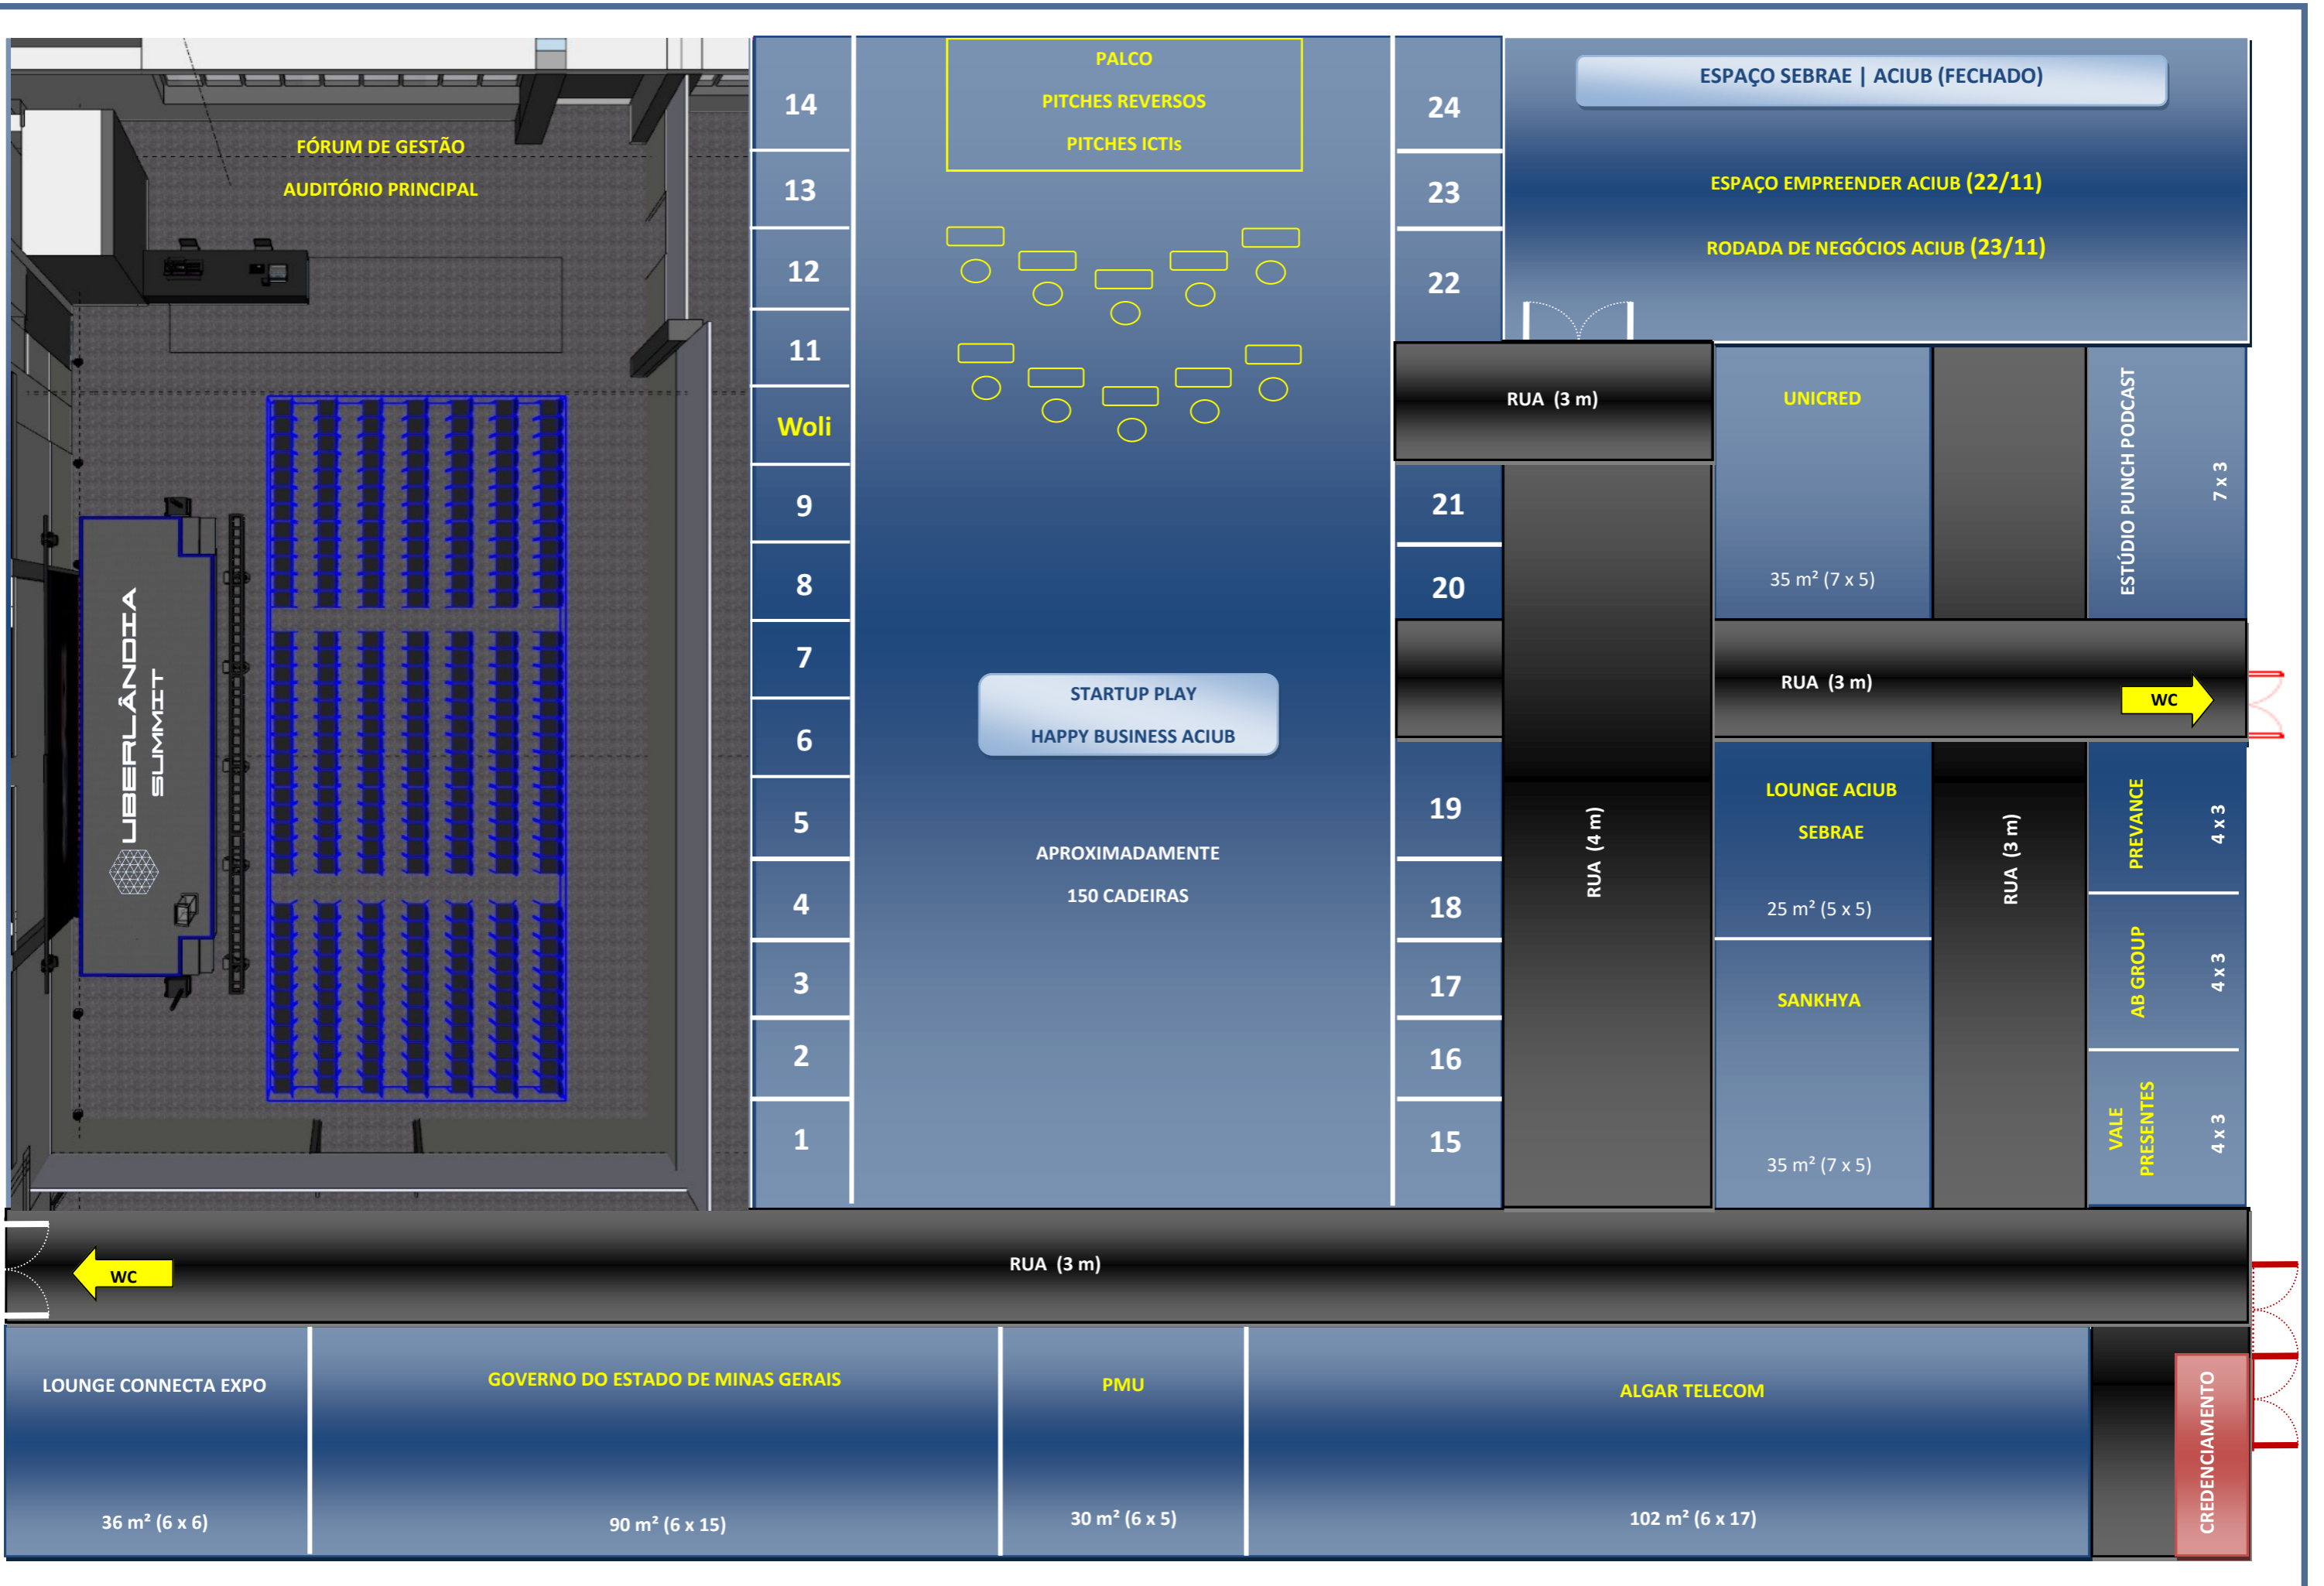 FÓRUM DE GESTÃO
AUDITÓRIO PRINCIPAL
UBERLÂNDIA
SUMMIT
14
13
12
11
Woli
9
8
7
6
5
4
3
2
1
PALCO
PITCHES REVERSOS
PITCHES ICTIs
STARTUP PLAY
HAPPY BUSINESS ACIUB
APROXIMADAMENTE
150 CADEIRAS
24
23
22
21
20
19
18
17
16
15
ESPAÇO SEBRAE | ACIUB (FECHADO)
ESPAÇO EMPREENDER ACIUB (22/11)
RODADA DE NEGÓCIOS ACIUB (23/11)
RUA (3 m)
UNICRED
35 m² (7 x 5)
ESTÚDIO PUNCH PODCAST
7 x 3
RUA (3 m)
WC
RUA (4 m)
LOUNGE ACIUB
SEBRAE
25 m² (5 x 5)
SANKHYA
35 m² (7 x 5)
RUA (3 m)
PREVANCE
4 x 3
AB GROUP
4 x 3
VALE
PRESENTES
4 x 3
WC
RUA (3 m)
LOUNGE CONNECTA EXPO
36 m² (6 x 6)
GOVERNO DO ESTADO DE MINAS GERAIS
90 m² (6 x 15)
PMU
30 m² (6 x 5)
ALGAR TELECOM
102 m² (6 x 17)
CREDENCIAMENTO